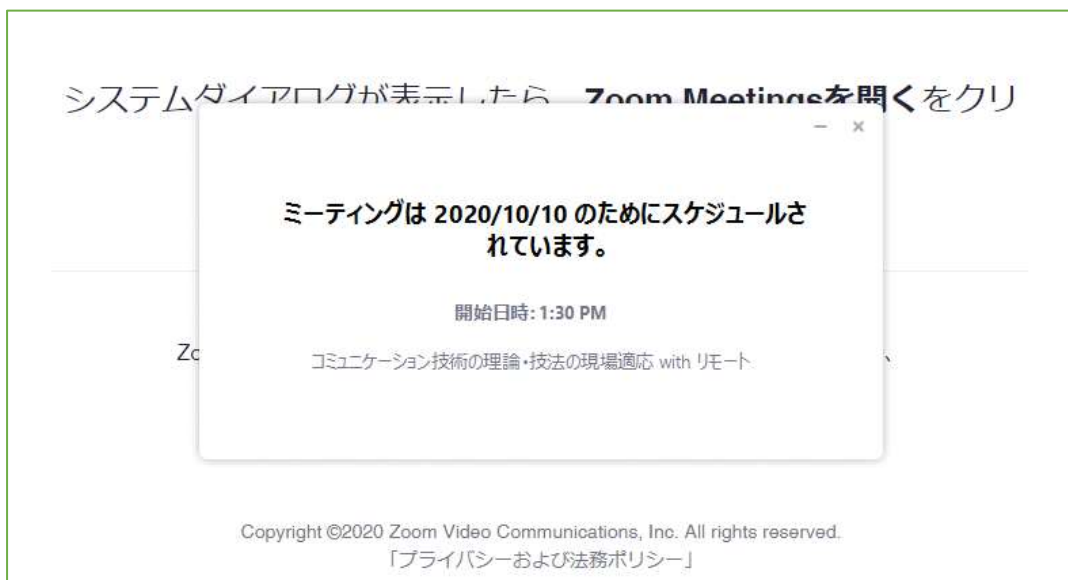 システムダイアログが表示したら、Zoom Meetingsを開くをクリ
ミーティングは 2020/10/10 のためにスケジュールさ
れています。
開始日時: 1:30 PM
コミュニケーション技術の理論・技法の現場適応 with リモート
Copyright ©2020 Zoom Video Communications, Inc. All rights reserved.
「プライバシーおよび法務ポリシー」